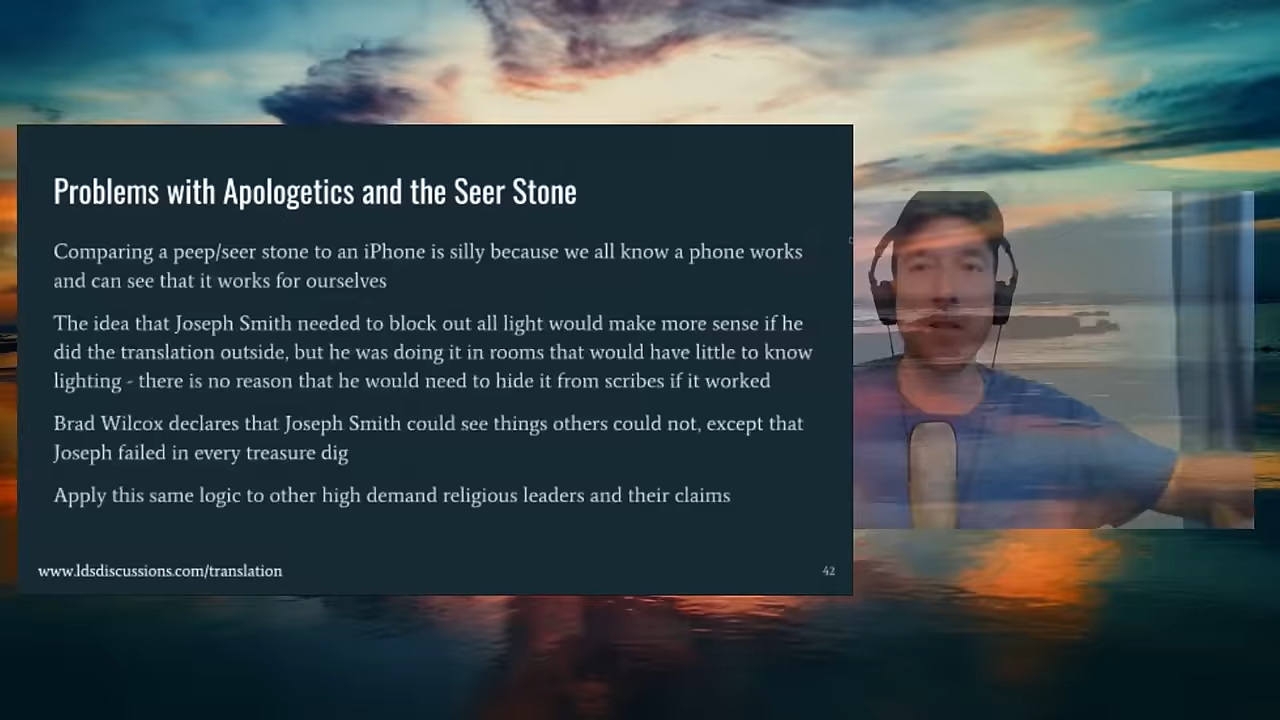 Problems with Apologetics and the Seer Stone
Comparing a peep/seer stone to an iPhone is silly because we all know a phone works
and can see that it works for ourselves
The idea that Joseph Smith needed to block out all light would make more sense if he
did the translation outside, but he was doing it in rooms that would have little to know
lighting - there is no reason that he would need to hide it from scribes if it worked
Brad Wilcox declares that Joseph Smith could see things others could not, except that
Joseph failed in every treasure dig
Apply this same logic to other high demand religious leaders and their claims
www.ldsdiscussions.com/translation
42